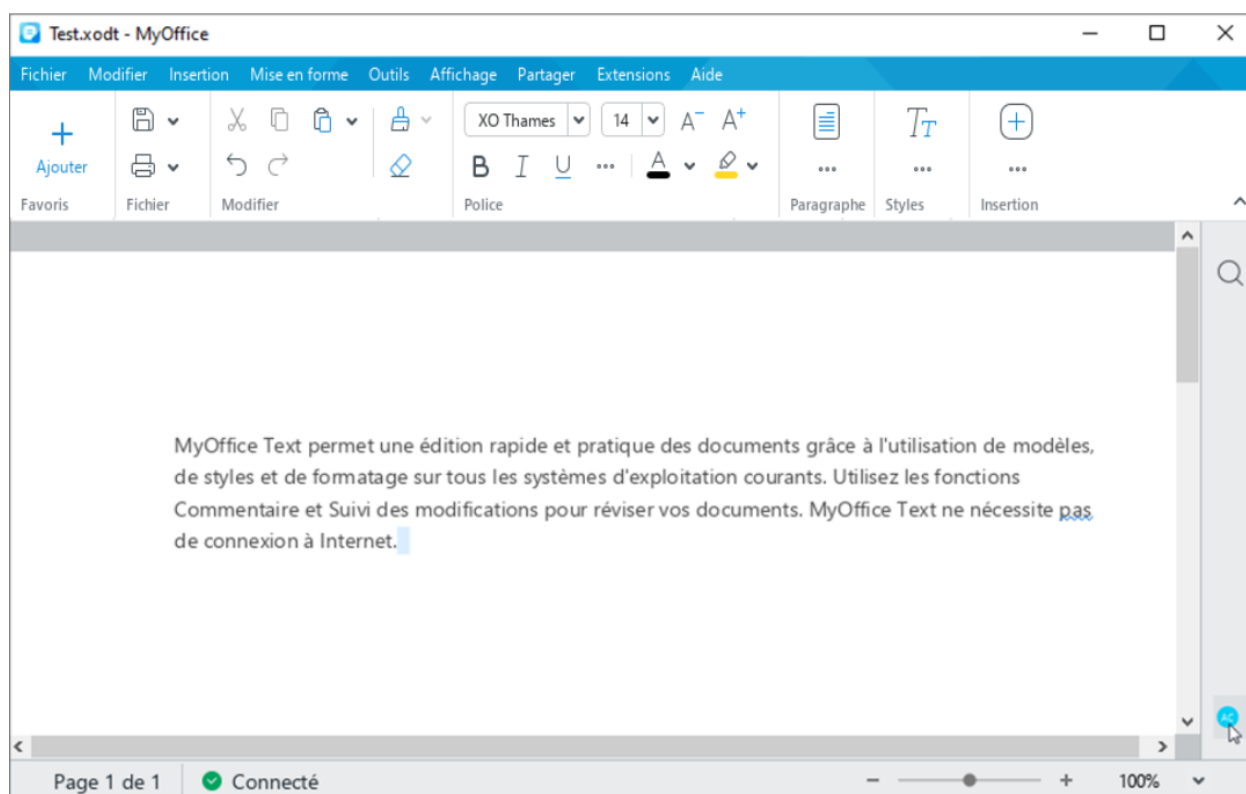 Test.xodt - MyOffice
Fichier Modifier Insertion Mise en forme Outils Affichage Partager Extensions Aide
XO Thames 14 A- A+ TT
Ajouter B I U A
Favoris Fichier Modifier Police Paragraphe Styles Insertion
MyOffice Text permet une édition rapide et pratique des documents grâce à l'utilisation de modèles,
de styles et de formatage sur tous les systèmes d'exploitation courants. Utilisez les fonctions
Commentaire et Suivi des modifications pour réviser vos documents. MyOffice Text ne nécessite pas
de connexion à Internet.
AC
Page 1 de 1 Connecté 100%